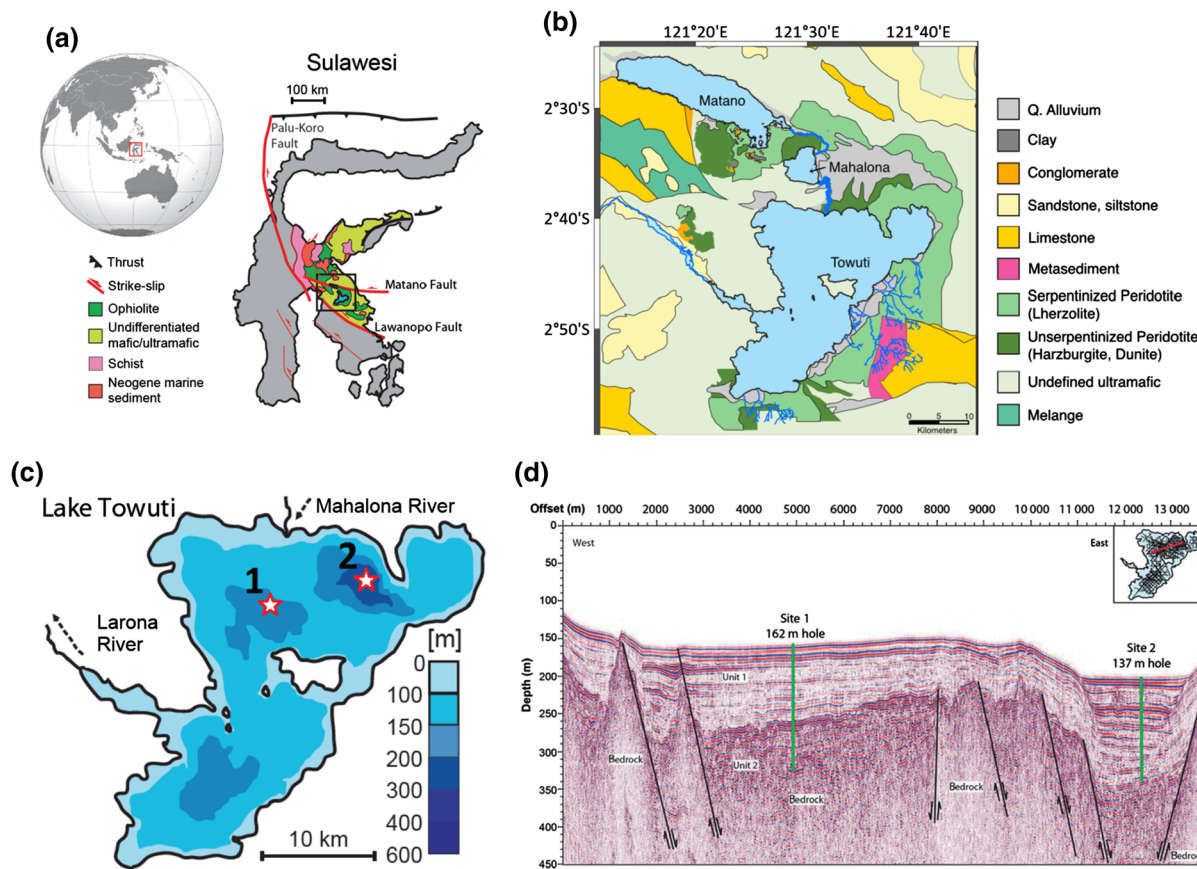 (a)
Sulawesi
100 km
Palu-Koro
Fault
Matano Fault
Lawanopo Fault
Thrust
Strike-slip
Ophiolite
Undifferentiated
mafic/ultramafic
Schist
Neogene marine
sediment
(b)
121°20'E 121°30'E 121°40'E
2°30'S
2°40'S
2°50'S
Matano
Mahalona
Towuti
0 5 10
Kilometers
Q. Alluvium
Clay
Conglomerate
Sandstone, siltstone
Limestone
Metasediment
Serpentinized Peridotite
(Lherzolite)
Unserpentinized Peridotite
(Harzburgite, Dunite)
Undefined ultramafic
Melange
(c)
Lake Towuti
Mahalona River
1
2
Larona
River
[m]
0
100
150
200
300
400
600
10 km
(d)
Offset(m) 1000 2000 3000 4000 5000 6000 7000 8000 9000 10 000 11 000 12 000 13 000
Depth(m)
0
50
100
150
200
250
300
350
400
450
West
East
Site 1
162 m hole
Site 2
137 m hole
Unit 1
Unit 2
Bedrock
Bedrock
Bedrock
Bedro